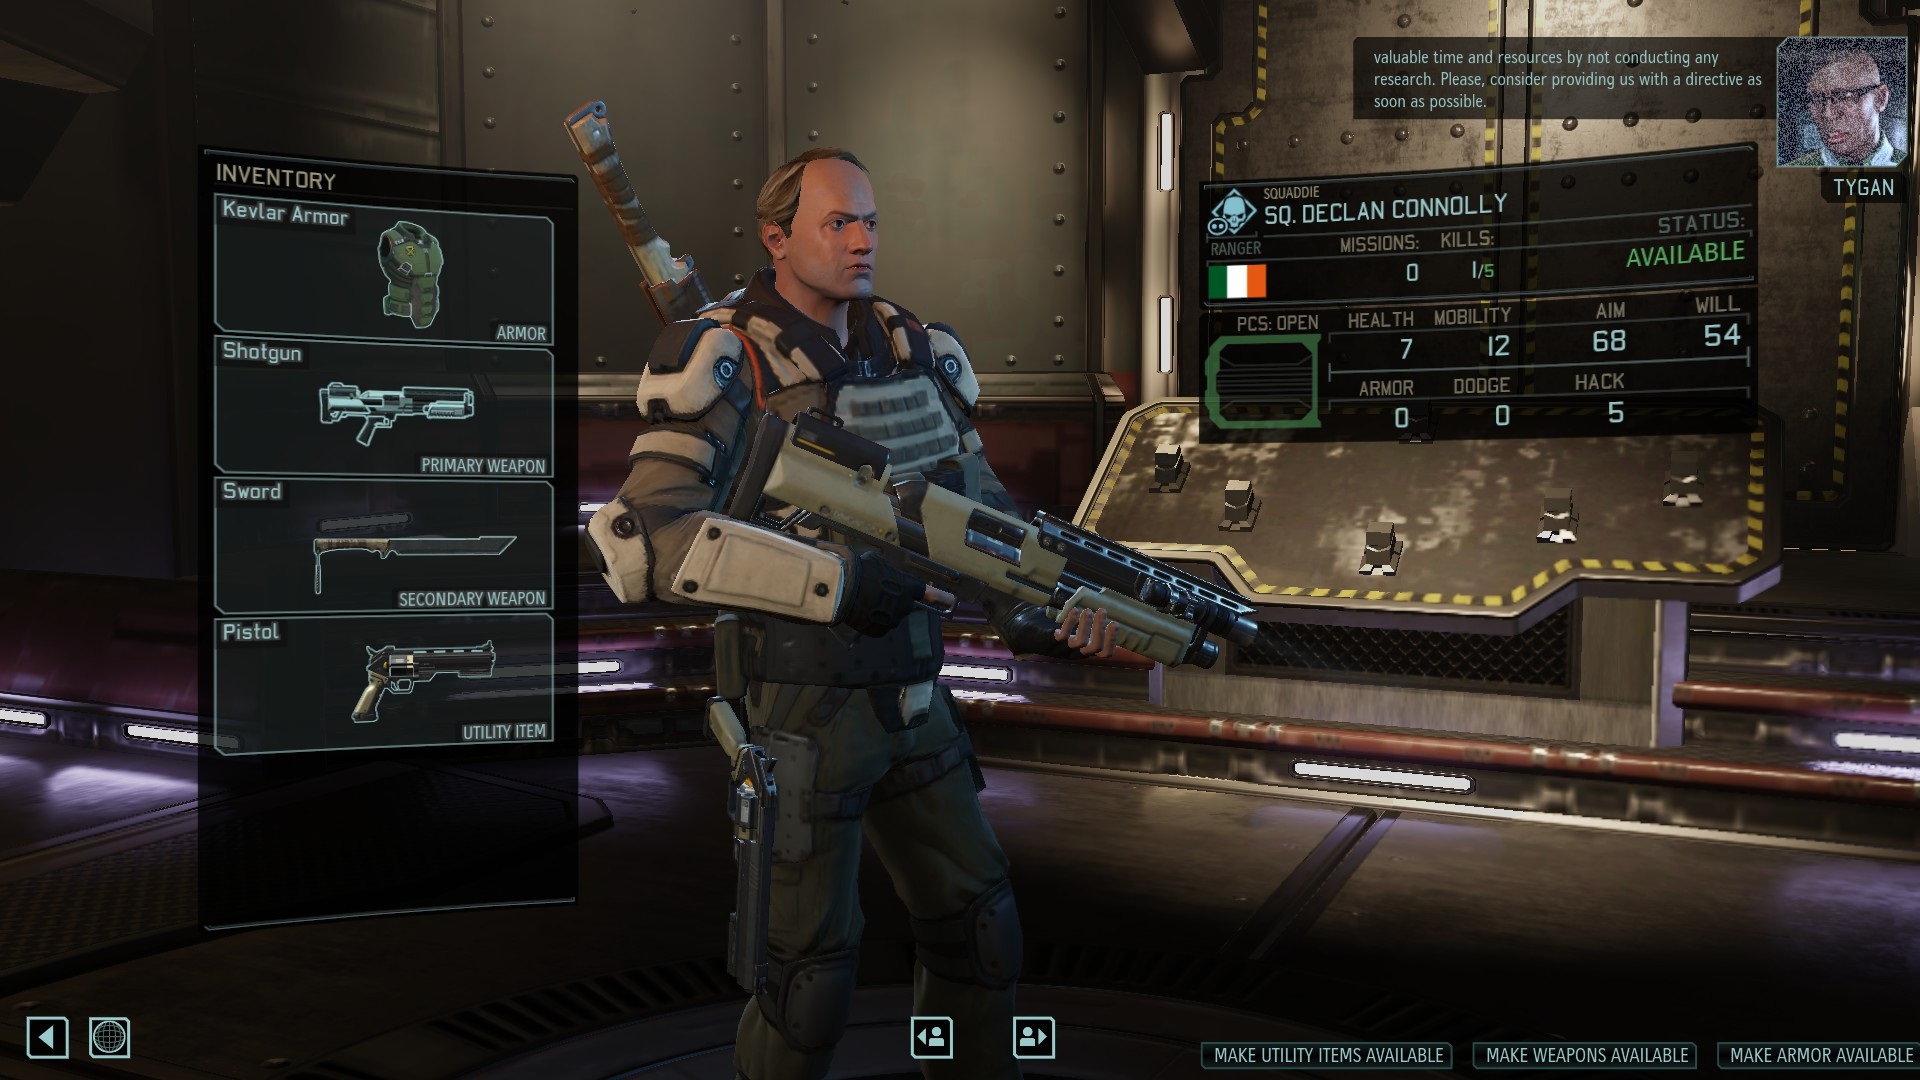 valuable time and resources by not conducting any
research. Please, consider providing us with a directive as
soon as possible.
TYGAN
INVENTORY
Kevlar Armor
ARMOR
Shotgun
PRIMARY WEAPON
Sword
SECONDARY WEAPON
Pistol
UTILITY ITEM
SQUADDIE
SQ. DECLAN CONNOLLY
RANGER
MISSIONS: KILLS: STATUS:
0 1/5 AVAILABLE
PCS: OPEN
HEALTH MOBILITY AIM WILL
7 12 68 54
ARMOR DODGE HACK
0 0 5
MAKE UTILITY ITEMS AVAILABLE
MAKE WEAPONS AVAILABLE
MAKE ARMOR AVAILABLE